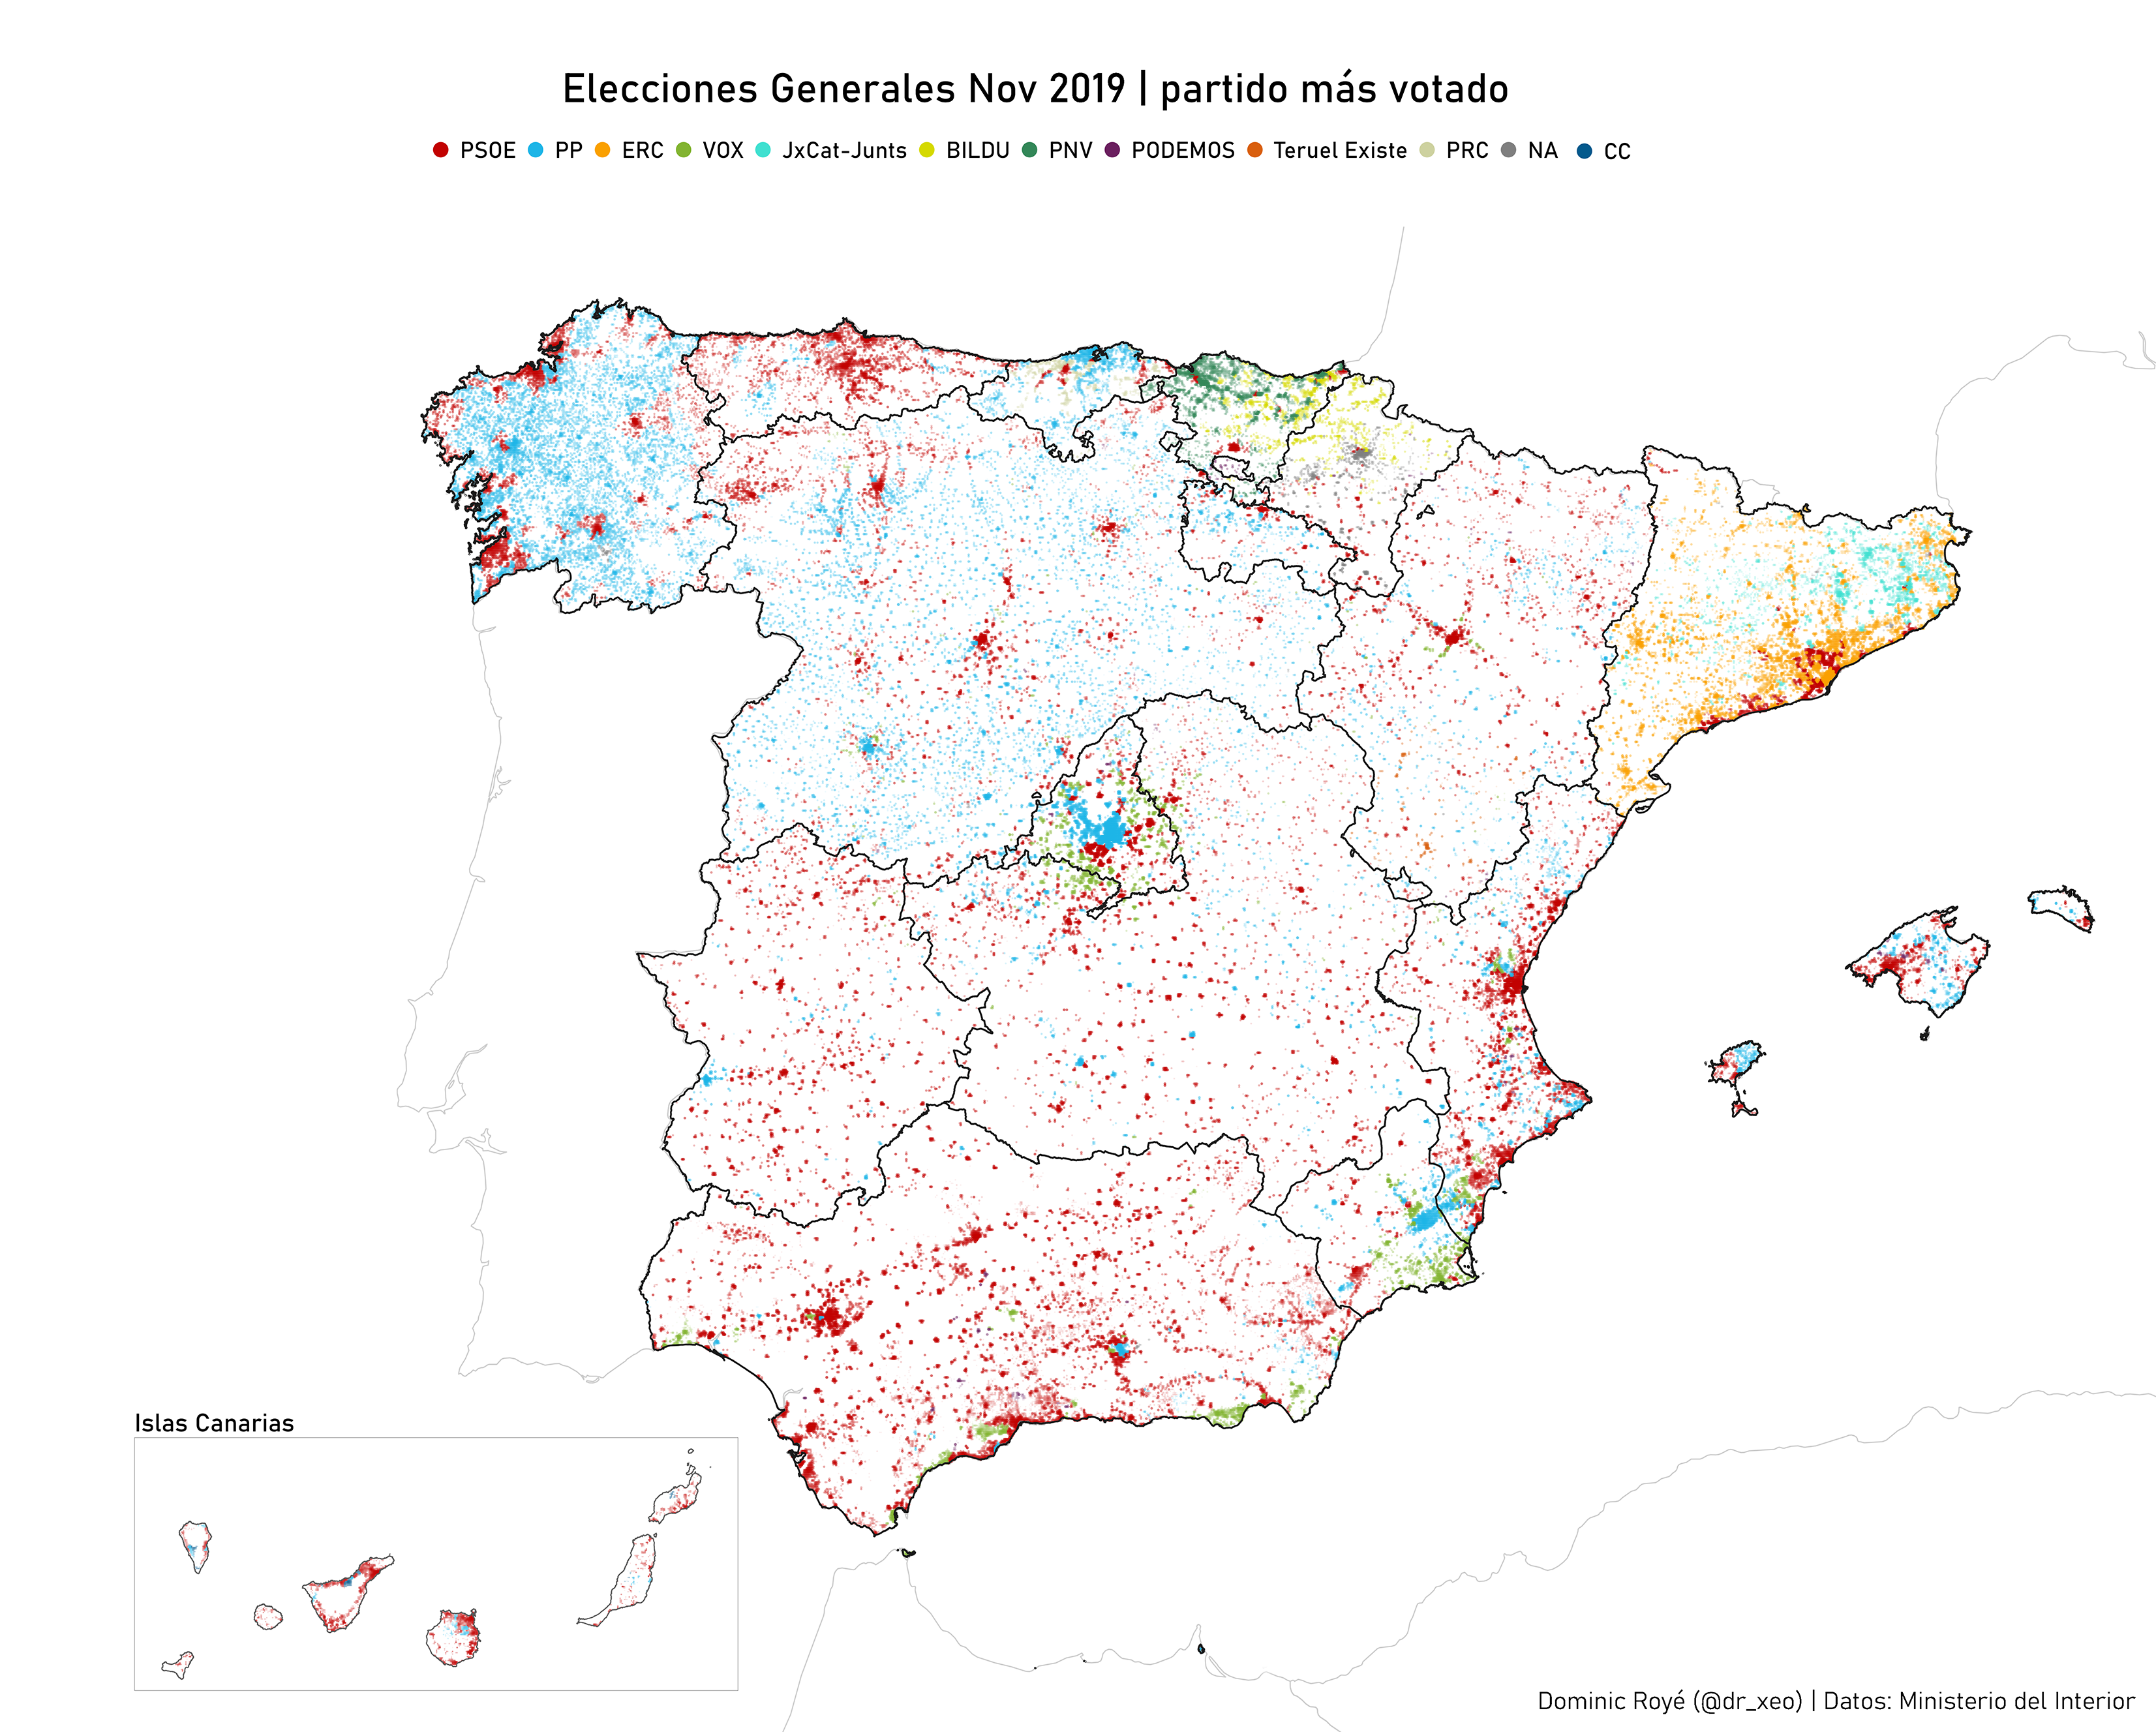 Elecciones Generales Nov 2019 | partido más votado
PSOE PP ERC VOX JxCat-Junts BILDU PNV PODEMOS Teruel Existe PRC NA CC
Islas Canarias
Dominic Royé (@dr_xeo) | Datos: Ministerio del Interior